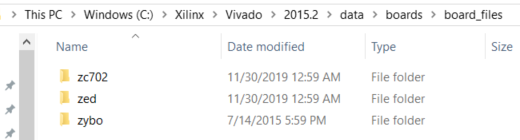 This PC > Windows (C:) > Xilinx > Vivado > 2015.2 > data > boards > board_files
Name Date modified Type Size
zc702 11/30/2019 12:59 AM File folder
zed 11/30/2019 12:59 AM File folder
zybo 7/14/2015 5:59 PM File folder